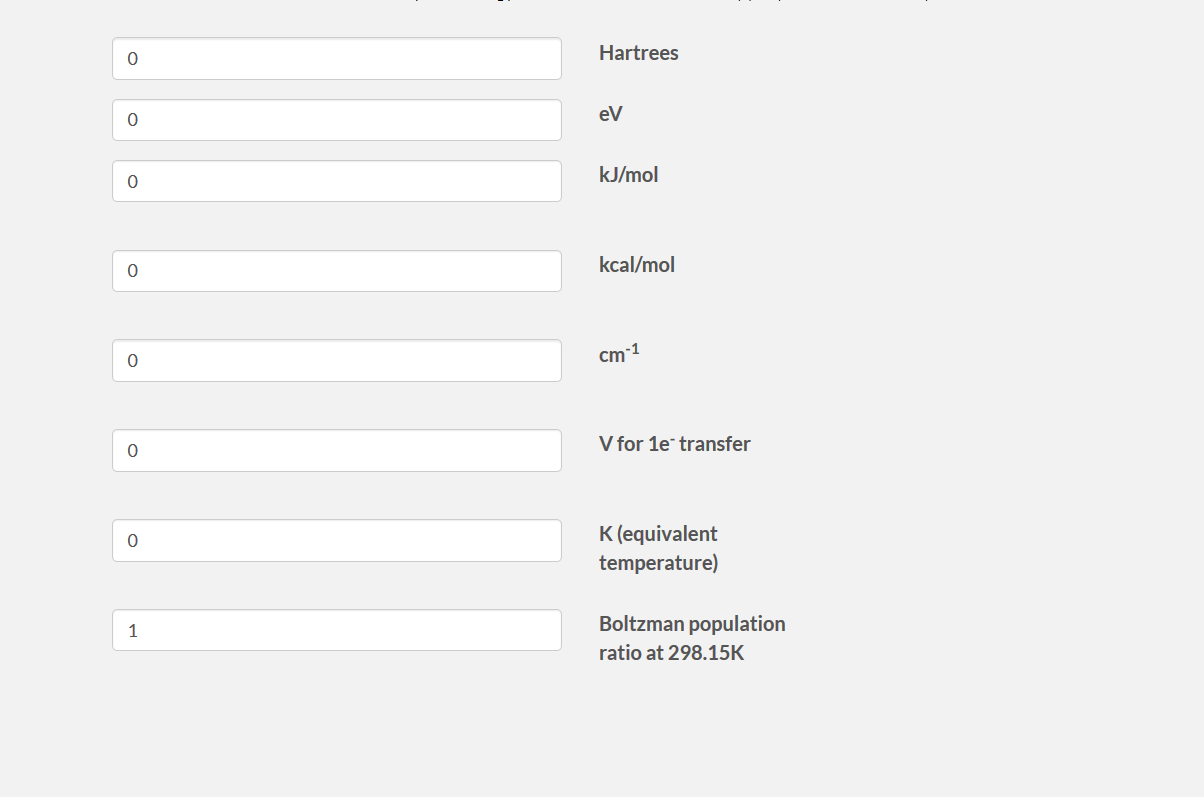 0 Hartrees
0 eV
0 kJ/mol
0 kcal/mol
0 cm⁻¹
0 V for 1e⁻ transfer
0 K (equivalent
temperature)
1 Boltzman population
ratio at 298.15K